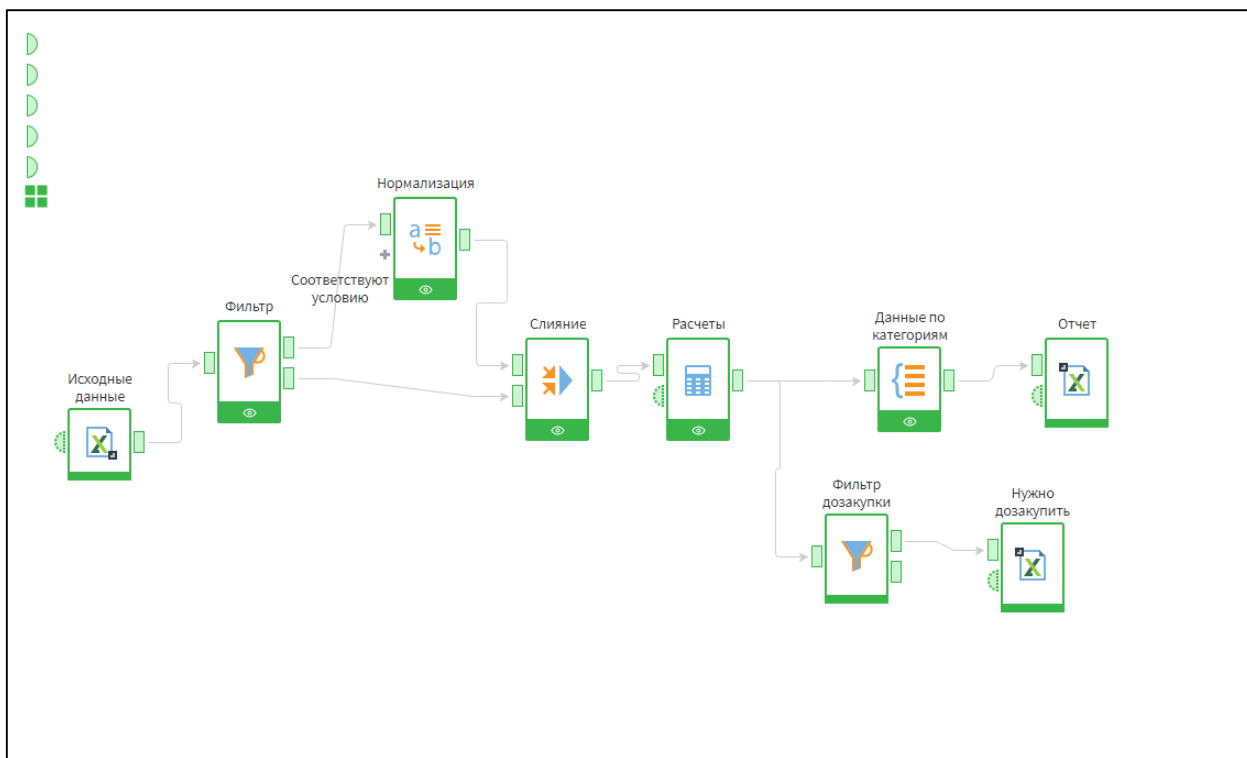 Нормализация
Соответствуют
условию
Фильтр
Исходные
данные
Слияние
Расчеты
Данные по
категориям
Отчет
Фильтр
дозакупки
Нужно
дозакупить